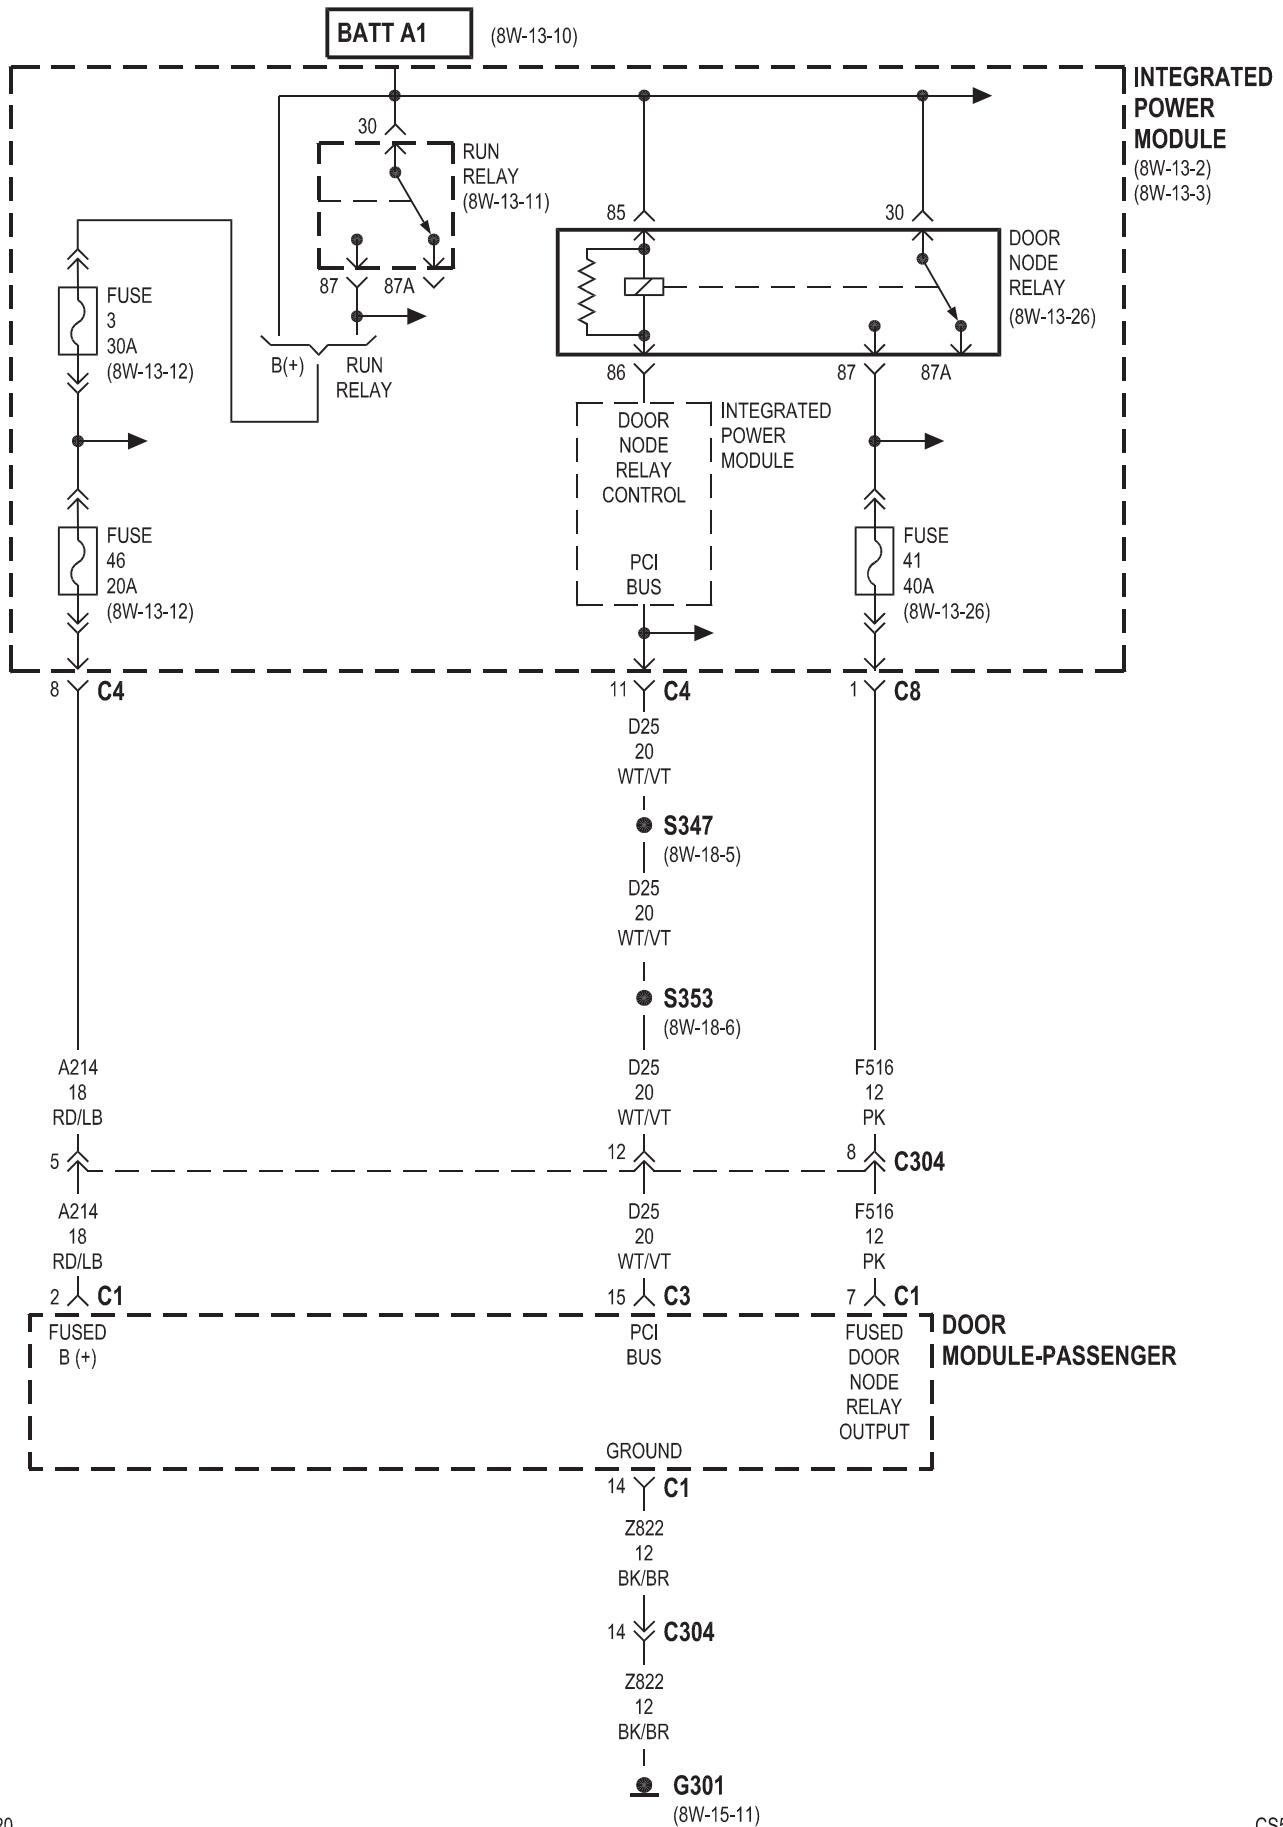 BATT A1
(8W-13-10)
INTEGRATED
POWER
MODULE
(8W-13-2)
(8W-13-3)
30
RUN
RELAY
(8W-13-11)
87
87A
85
30
DOOR
NODE
RELAY
(8W-13-26)
FUSE
3
30A
(8W-13-12)
B(+)
RUN
RELAY
86
87
87A
DOOR
NODE
RELAY
CONTROL
PCI
BUS
INTEGRATED
POWER
MODULE
FUSE
46
20A
(8W-13-12)
FUSE
41
40A
(8W-13-26)
8
C4
11
C4
1
C8
D25
20
WT/VT
S347
(8W-18-5)
D25
20
WT/VT
S353
(8W-18-6)
A214
18
RD/LB
D25
20
WT/VT
F516
12
PK
5
12
8
C304
A214
18
RD/LB
D25
20
WT/VT
F516
12
PK
2
C1
15
C3
7
C1
FUSED
B (+)
PCI
BUS
FUSED
DOOR
NODE
RELAY
OUTPUT
DOOR
MODULE-PASSENGER
GROUND
14
C1
Z822
12
BK/BR
14
C304
Z822
12
BK/BR
G301
(8W-15-11)